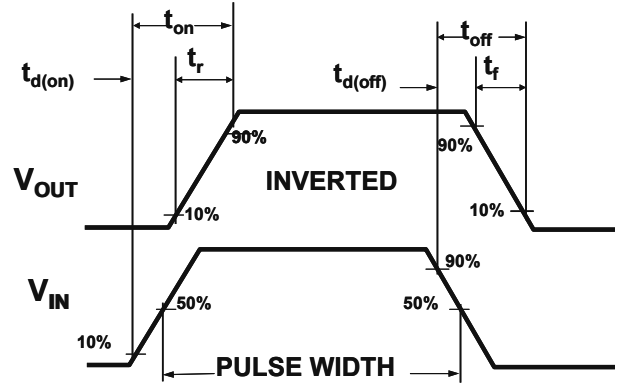 t_on t_off
t_r t_f
t_d(on) t_d(off)
90% 90%
V_OUT INVERTED
10% 10%
90%
V_IN 50% 50%
10%
PULSE WIDTH